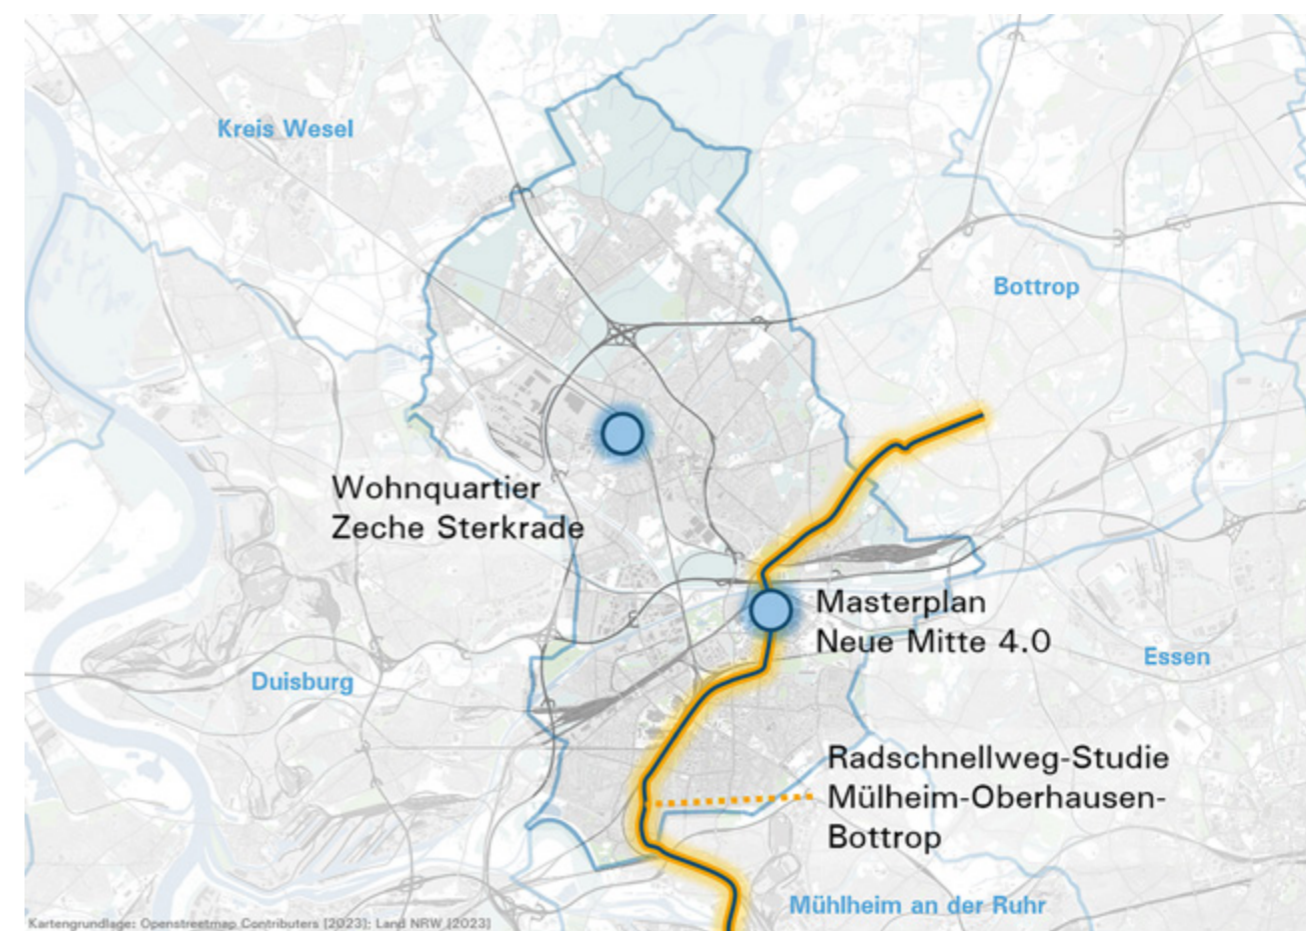 Kreis Wesel
Bottrop
Wohnquartier
Zeche Sterkrade
Masterplan
Neue Mitte 4.0
Essen
Duisburg
Radschnellweg-Studie
Mülheim-Oberhausen-
Bottrop
Mühlheim an der Ruhr
Kartengrundlage: Openstreetmap Contributers [2023]; Land NRW [2023]